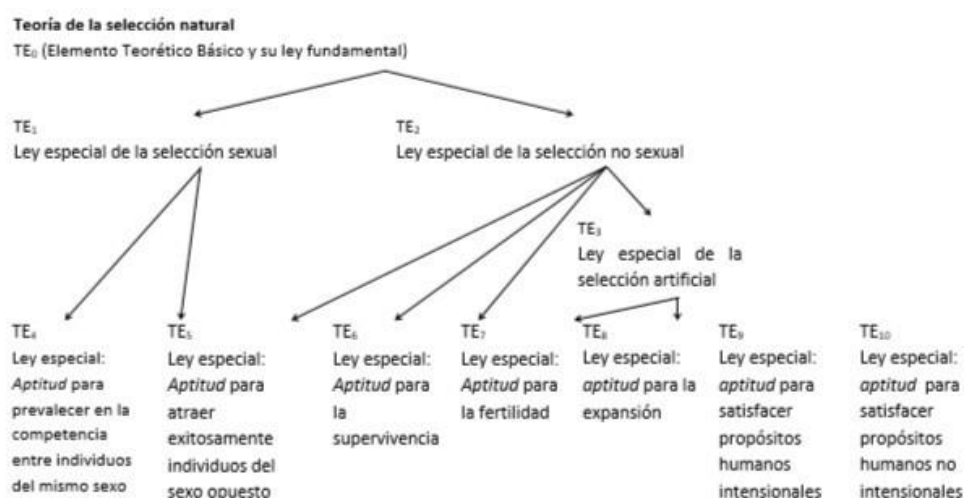 Teoría de la selección natural
TE₀ (Elemento Teorético Básico y su ley fundamental)
TE₁
Ley especial de la selección sexual
TE₂
Ley especial de la selección no sexual
TE₃
Ley especial de la
selección artificial
TE₄
Ley especial:
Aptitud para
prevalecer en la
competencia
entre individuos
del mismo sexo
TE₅
Ley especial:
Aptitud para
atraer
exitosamente
individuos del
sexo opuesto
TE₆
Ley especial:
Aptitud para
la
supervivencia
TE₇
Ley especial:
Aptitud para
la fertilidad
TE₈
Ley especial:
aptitud para la
expansión
TE₉
Ley especial:
aptitud para
satisfacer
propósitos
humanos
intensionales
TE₁₀
Ley especial:
aptitud para
satisfacer
propósitos
humanos no
intensionales